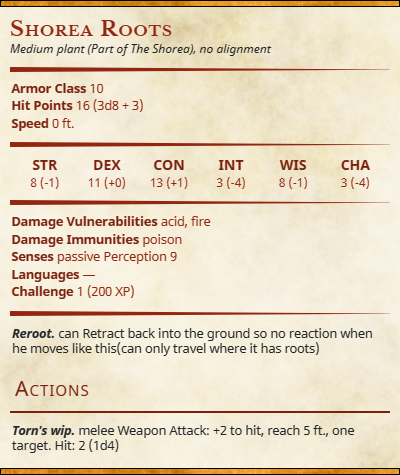 Shorea Roots
Medium plant (Part of The Shorea), no alignment
Armor Class 10
Hit Points 16 (3d8 + 3)
Speed 0 ft.
STR DEX CON INT WIS CHA
8 (-1) 11 (+0) 13 (+1) 3 (-4) 8 (-1) 3 (-4)
Damage Vulnerabilities acid, fire
Damage Immunities poison
Senses passive Perception 9
Languages —
Challenge 1 (200 XP)
Reroot. can Retract back into the ground so no reaction when
he moves like this(can only travel where it has roots)
Actions
Torn's wip. melee Weapon Attack: +2 to hit, reach 5 ft., one
target. Hit: 2 (1d4)